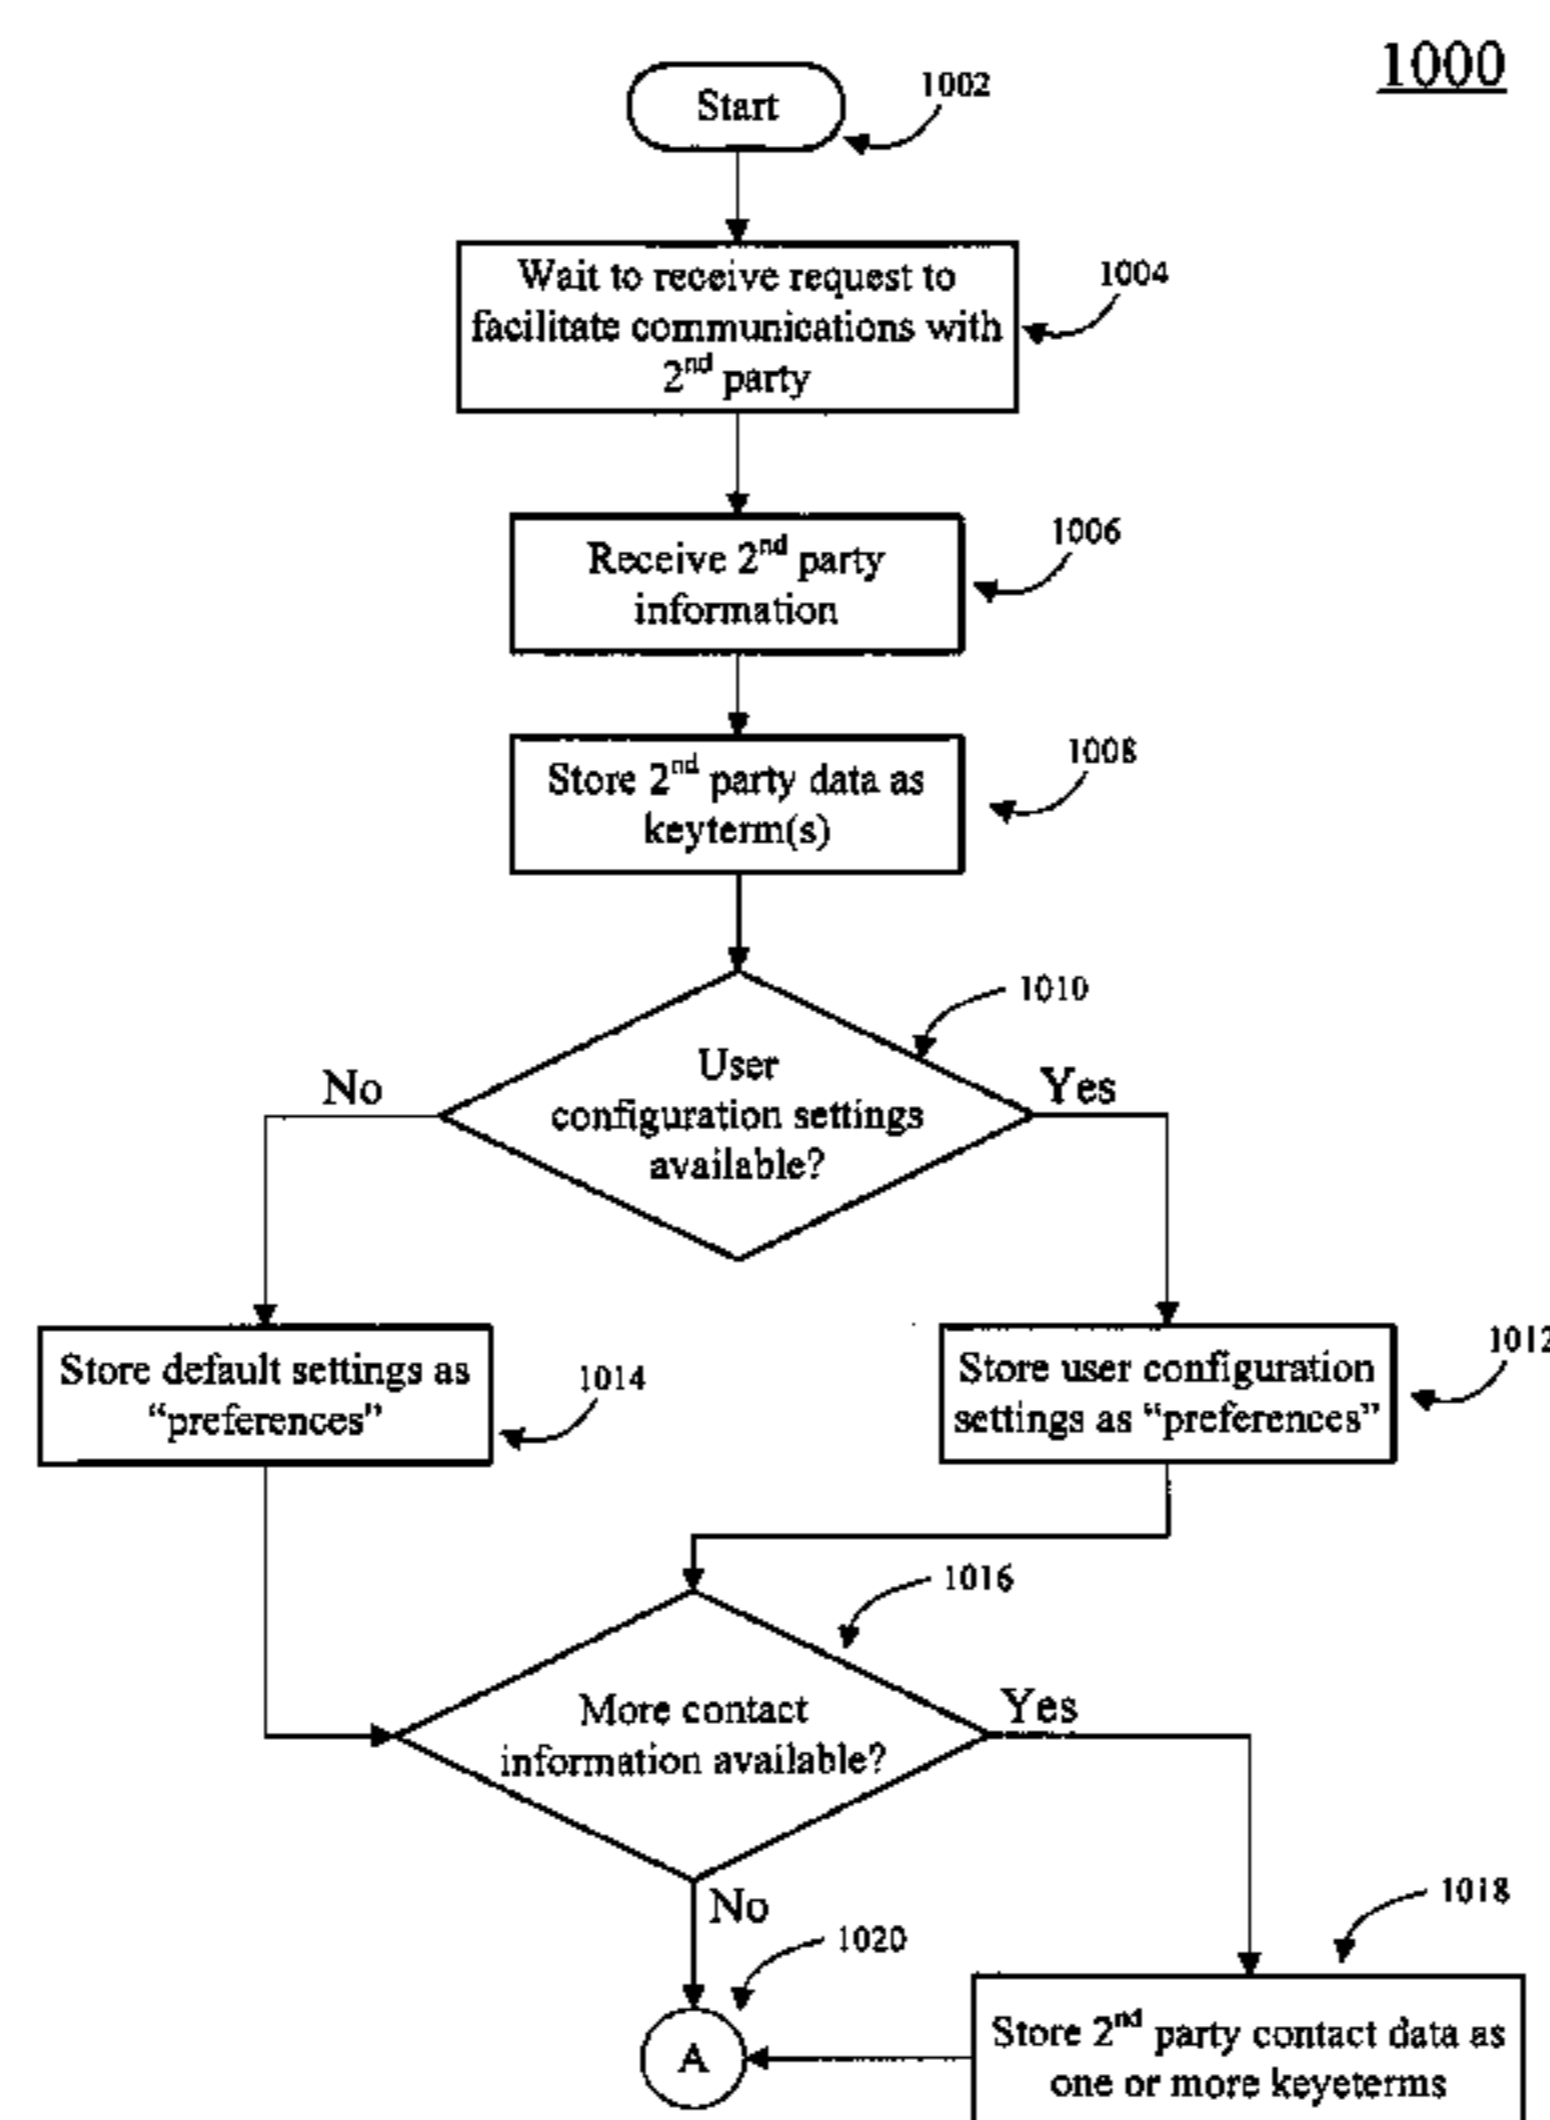 1000
Start
1002
Wait to receive request to
facilitate communications with
2nd party
1004
Receive 2nd party
information
1006
Store 2nd party data as
keyterm(s)
1008
User
configuration settings
available?
1010
No
Yes
Store default settings as
“preferences”
1014
Store user configuration
settings as “preferences”
1012
More contact
information available?
1016
Yes
No
1020
A
1018
Store 2nd party contact data as
one or more keyeterms